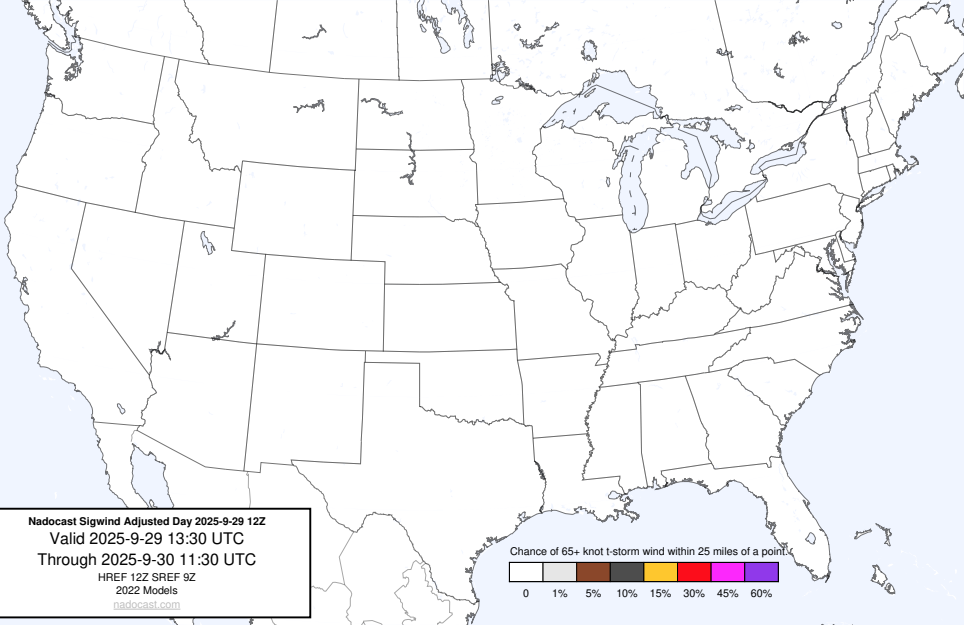 Nadocast Sigwind Adjusted Day 2025-9-29 12Z
Valid 2025-9-29 13:30 UTC
Through 2025-9-30 11:30 UTC
HREF 12Z SREF 9Z
2022 Models
nadocast.com
Chance of 65+ knot t-storm wind within 25 miles of a point.
0 1% 5% 10% 15% 30% 45% 60%